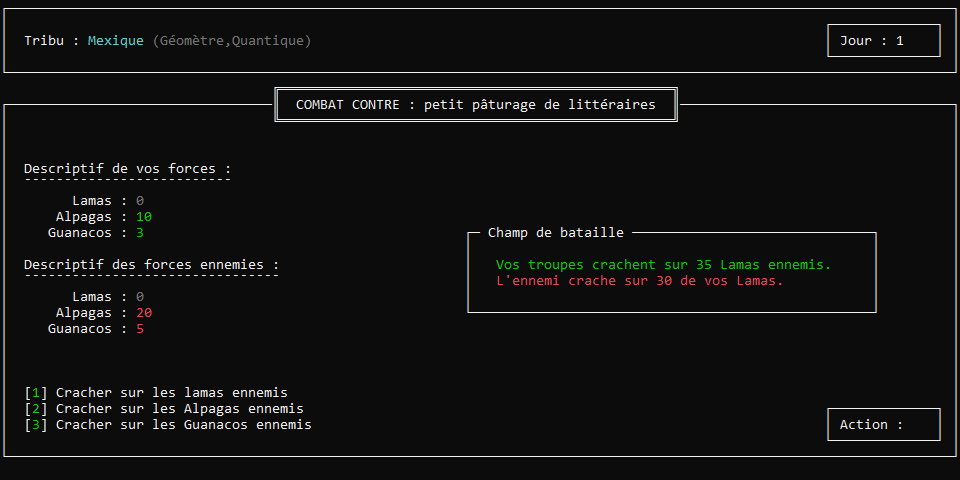 Tribu : Mexique (Géomètre,Quantique)
Jour : 1
COMBAT CONTRE : petit pâturage de littéraires
Descriptif de vos forces :
Lamas : 0
Alpagas : 10
Guanacos : 3
Descriptif des forces ennemies :
Lamas : 0
Alpagas : 20
Guanacos : 5
Champ de bataille
Vos troupes crachent sur 35 Lamas ennemis.
L'ennemi crache sur 30 de vos Lamas.
[1] Cracher sur les lamas ennemis
[2] Cracher sur les Alpagas ennemis
[3] Cracher sur les Guanacos ennemis
Action :